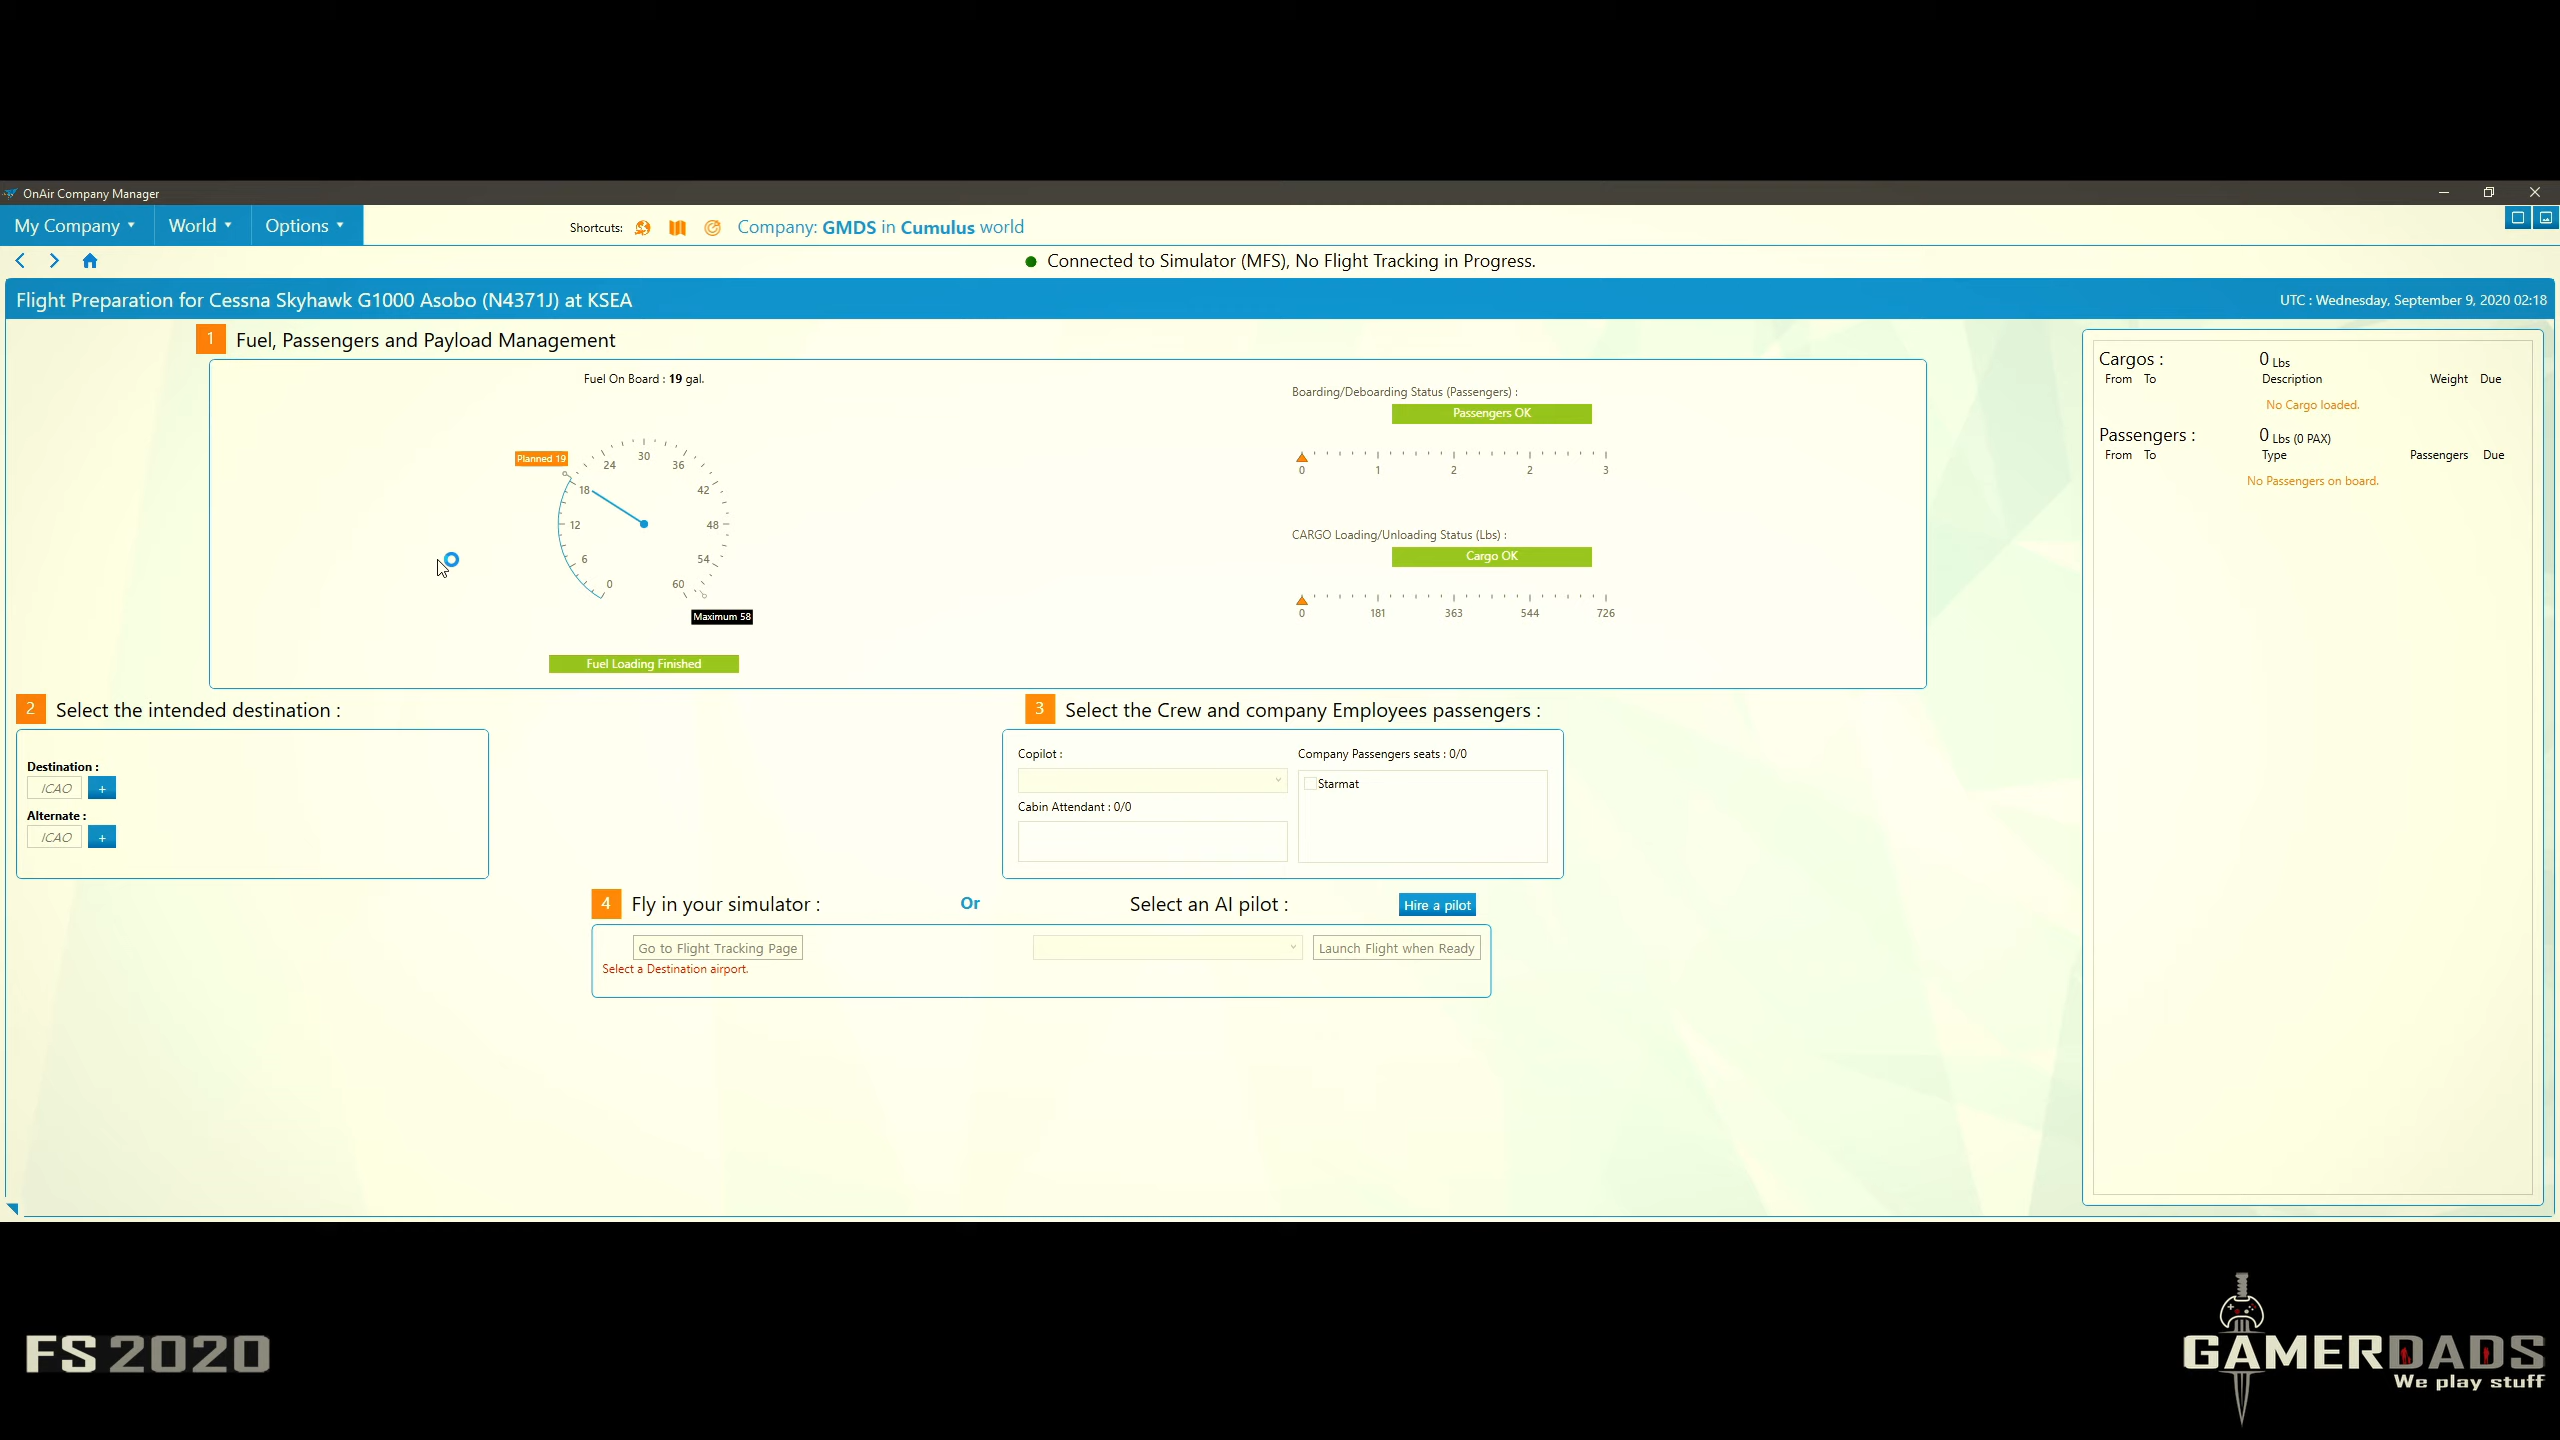 OnAir Company Manager
My Company World Options Shortcuts: Company: GMDS in Cumulus world
Connected to Simulator (MFS), No Flight Tracking in Progress.
Flight Preparation for Cessna Skyhawk G1000 Asobo (N4371J) at KSEA UTC : Wednesday, September 9, 2020 02:18
1 Fuel, Passengers and Payload Management
Fuel On Board : 19 gal.
Planned 19
0 6 12 18 24 30 36 42 48 54 60
Maximum 58
Fuel Loading Finished
Boarding/Deboarding Status (Passengers) :
Passengers OK
0 1 2 2 3
CARGO Loading/Unloading Status (Lbs) :
Cargo OK
0 181 363 544 726
Cargos : 0 Lbs
From To Description Weight Due
No Cargo loaded.
Passengers : 0 Lbs (0 PAX)
From To Type Passengers Due
No Passengers on board.
2 Select the intended destination :
Destination :
ICAO +
Alternate :
ICAO +
3 Select the Crew and company Employees passengers :
Copilot : Company Passengers seats : 0/0
Starmat
Cabin Attendant : 0/0
4 Fly in your simulator : Or Select an AI pilot : Hire a pilot
Go to Flight Tracking Page Launch Flight when Ready
Select a Destination airport.
FS 2020
GAMERDADS
We play stuff